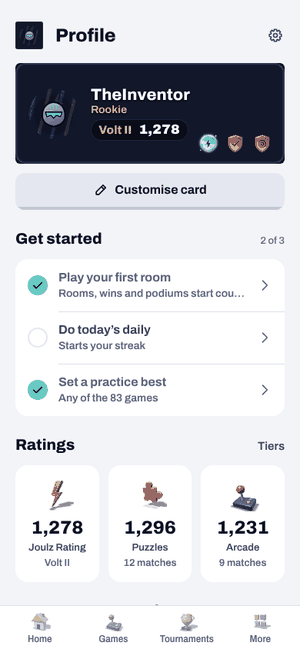 Profile
TheInventor
Rookie
Volt II 1,278
Customise card
Get started 2 of 3
Play your first room
Rooms, wins and podiums start cou...
Do today's daily
Starts your streak
Set a practice best
Any of the 83 games
Ratings Tiers
1,278 1,296 1,231
Joulz Rating Puzzles Arcade
Volt II 12 matches 9 matches
Home Games Tournaments More